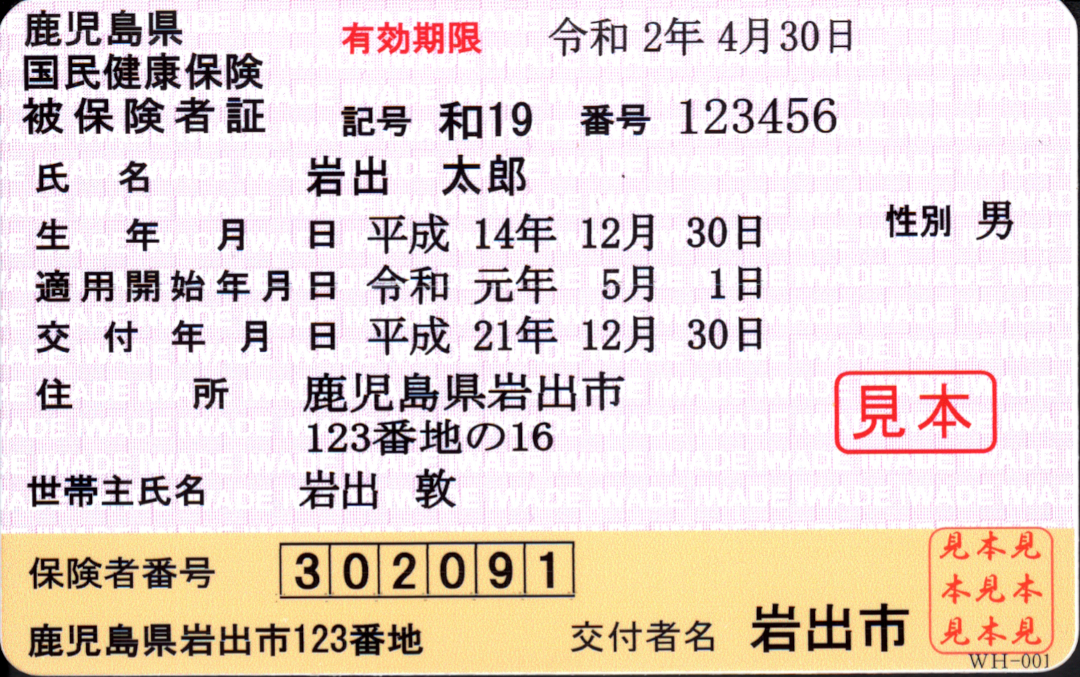 鹿児島県 有効期限 令和 2年 4月30日
国民健康保険
被保険者証 記号 和19 番号 123456
氏名 岩出 太郎
生年月日 平成 14年 12月 30日 性別 男
適用開始年月日 令和 元年 5月 1日
交付年月日 平成 21年 12月 30日
住所 鹿児島県岩出市
123番地の16
見本
世帯主氏名 岩出 敦
保険者番号 302091
鹿児島県岩出市123番地 交付者名 岩出市
見本見
本見本
見本見
WH-001